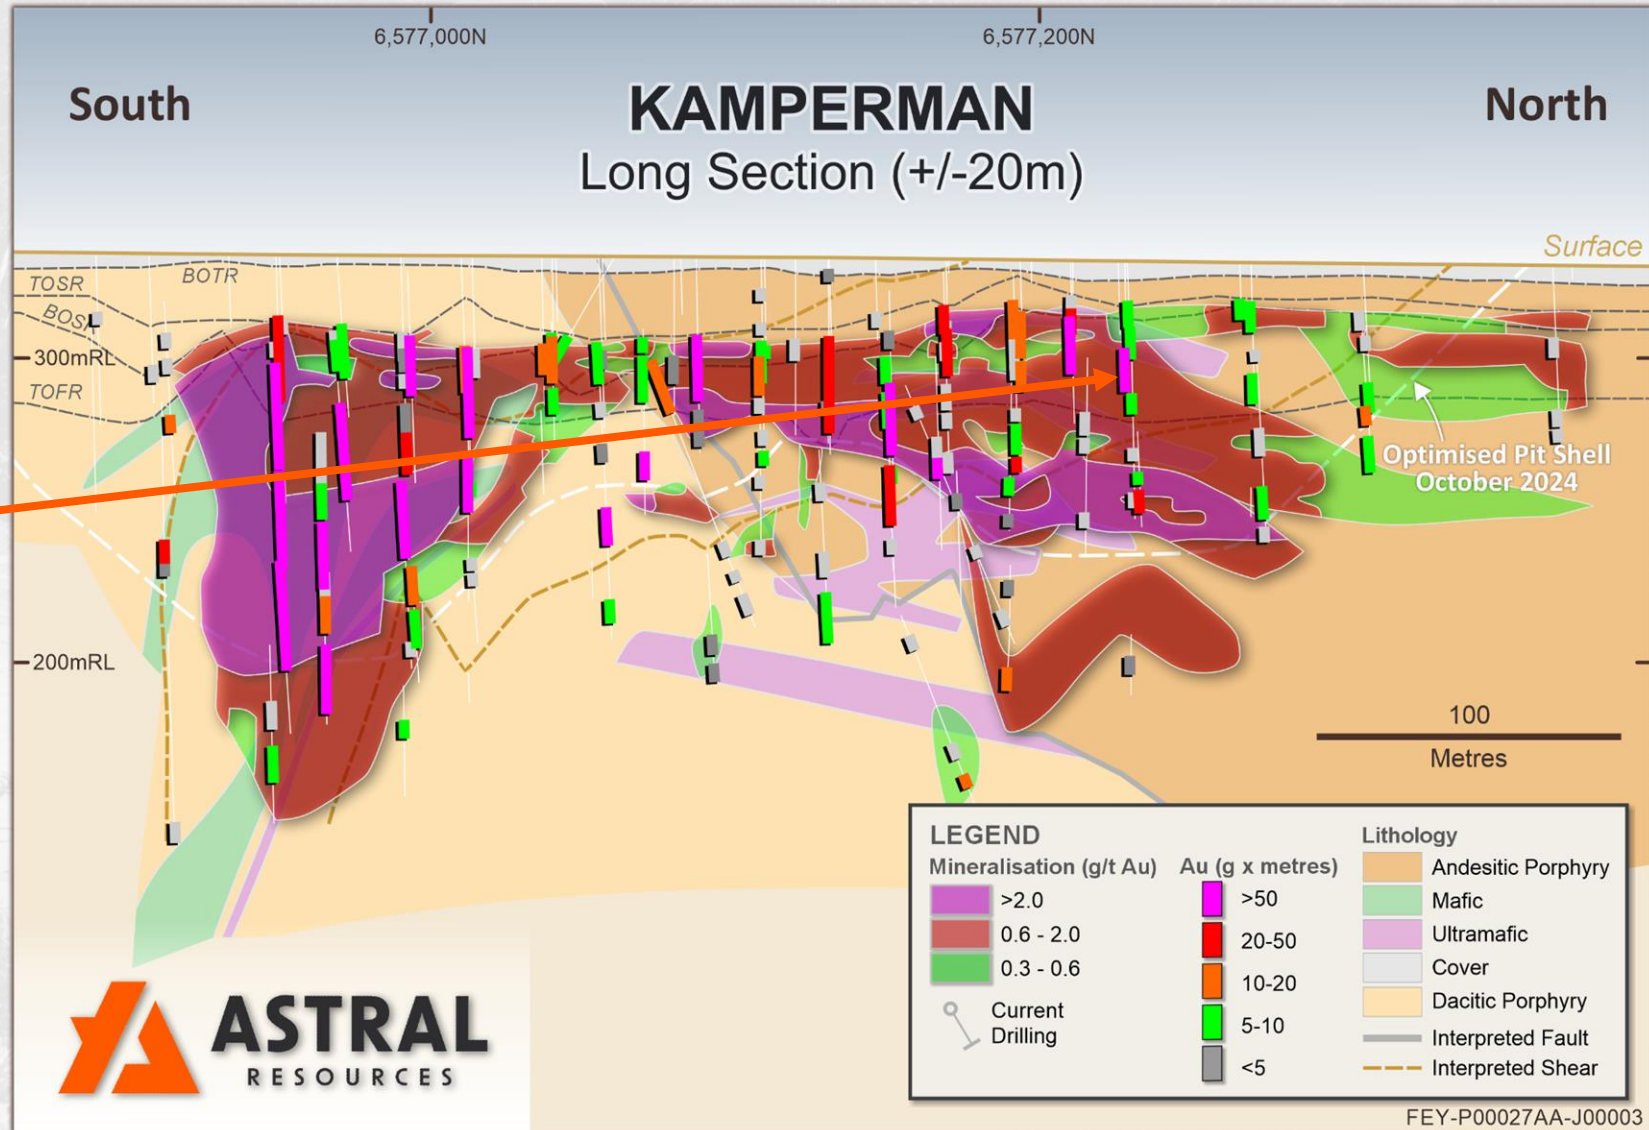 6,577,000N
6,577,200N
South
KAMPERMAN
North
Long Section (+/-20m)
Surface
TOSR
BOTR
BOSR
300mRL
TOFR
Optimised Pit Shell
October 2024
200mRL
100
Metres
LEGEND
Mineralisation (g/t Au)
>2.0
0.6 - 2.0
0.3 - 0.6
Current
Drilling
Au (g x metres)
>50
20-50
10-20
5-10
<5
Lithology
Andesitic Porphyry
Mafic
Ultramafic
Cover
Dacitic Porphyry
Interpreted Fault
Interpreted Shear
ASTRAL
RESOURCES
FEY-P00027AA-J00003